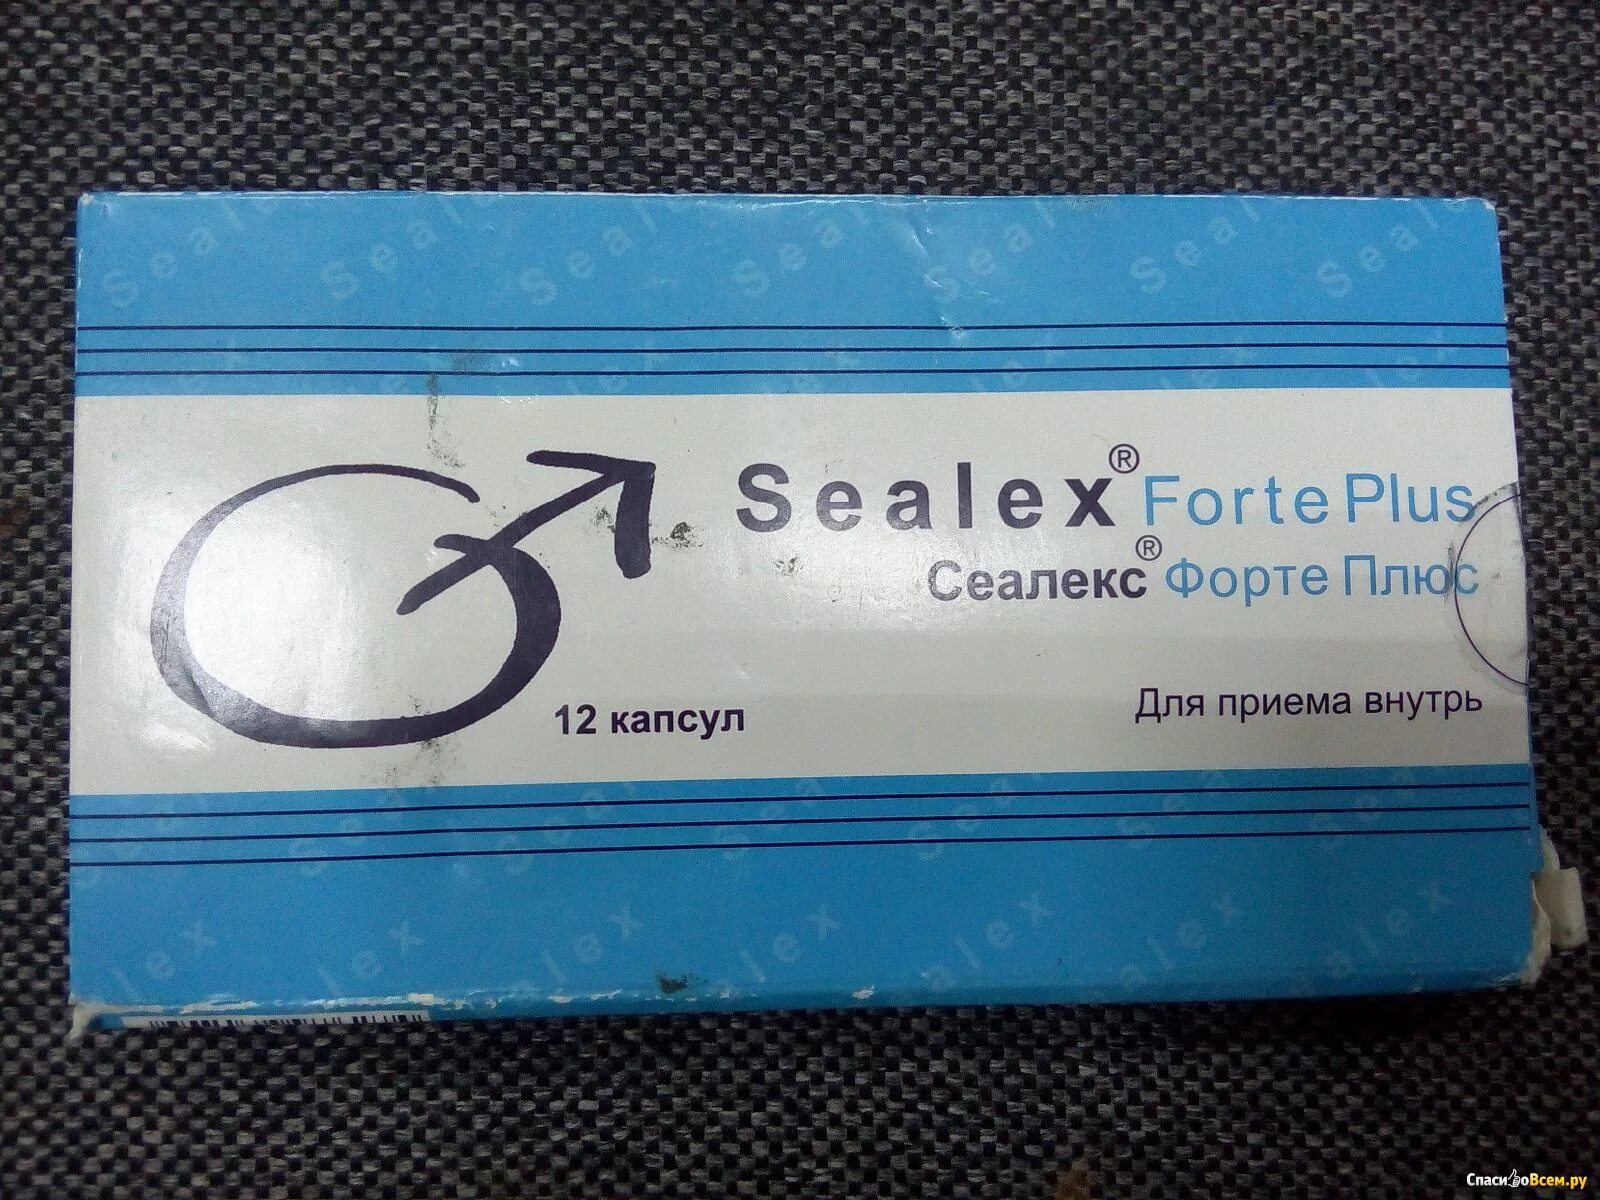 Sealex® Forte Plus
Сеалекс® Форте Плюс
12 капсул
Для приема внутрь
СпасибоВсем.ру